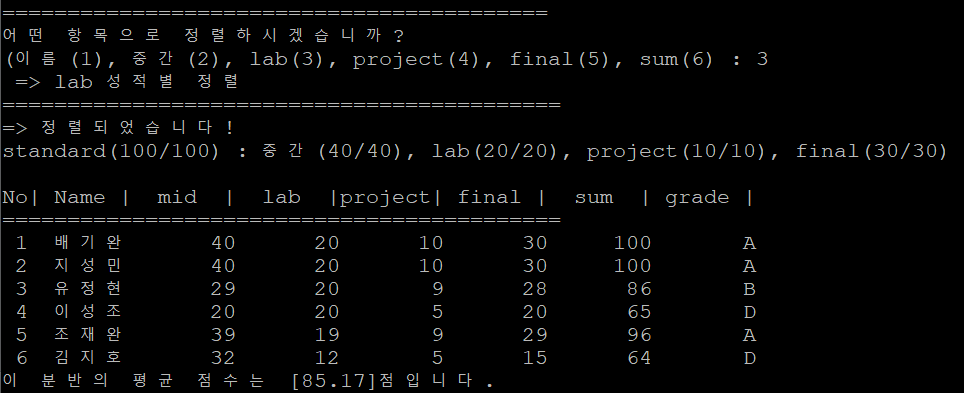 ==========================================
어떤 항목으로 정렬하시겠습니까?
(이름(1), 중간(2), lab(3), project(4), final(5), sum(6) : 3
 => lab 성적별 정렬
===========================================
=> 정렬되었습니다!
standard(100/100) : 중간(40/40), lab(20/20), project(10/10), final(30/30)
No| Name |  mid  |  lab  |project| final |  sum  | grade |
===========================================
 1  배기완  40  20  10  30  100  A
 2  지성민  40  20  10  30  100  A
 3  유정현  29  20  9  28  86  B
 4  이성조  20  20  5  20  65  D
 5  조재완  39  19  9  29  96  A
 6  김지호  32  12  5  15  64  D
이 분반의 평균 점수는 [85.17]점입니다.